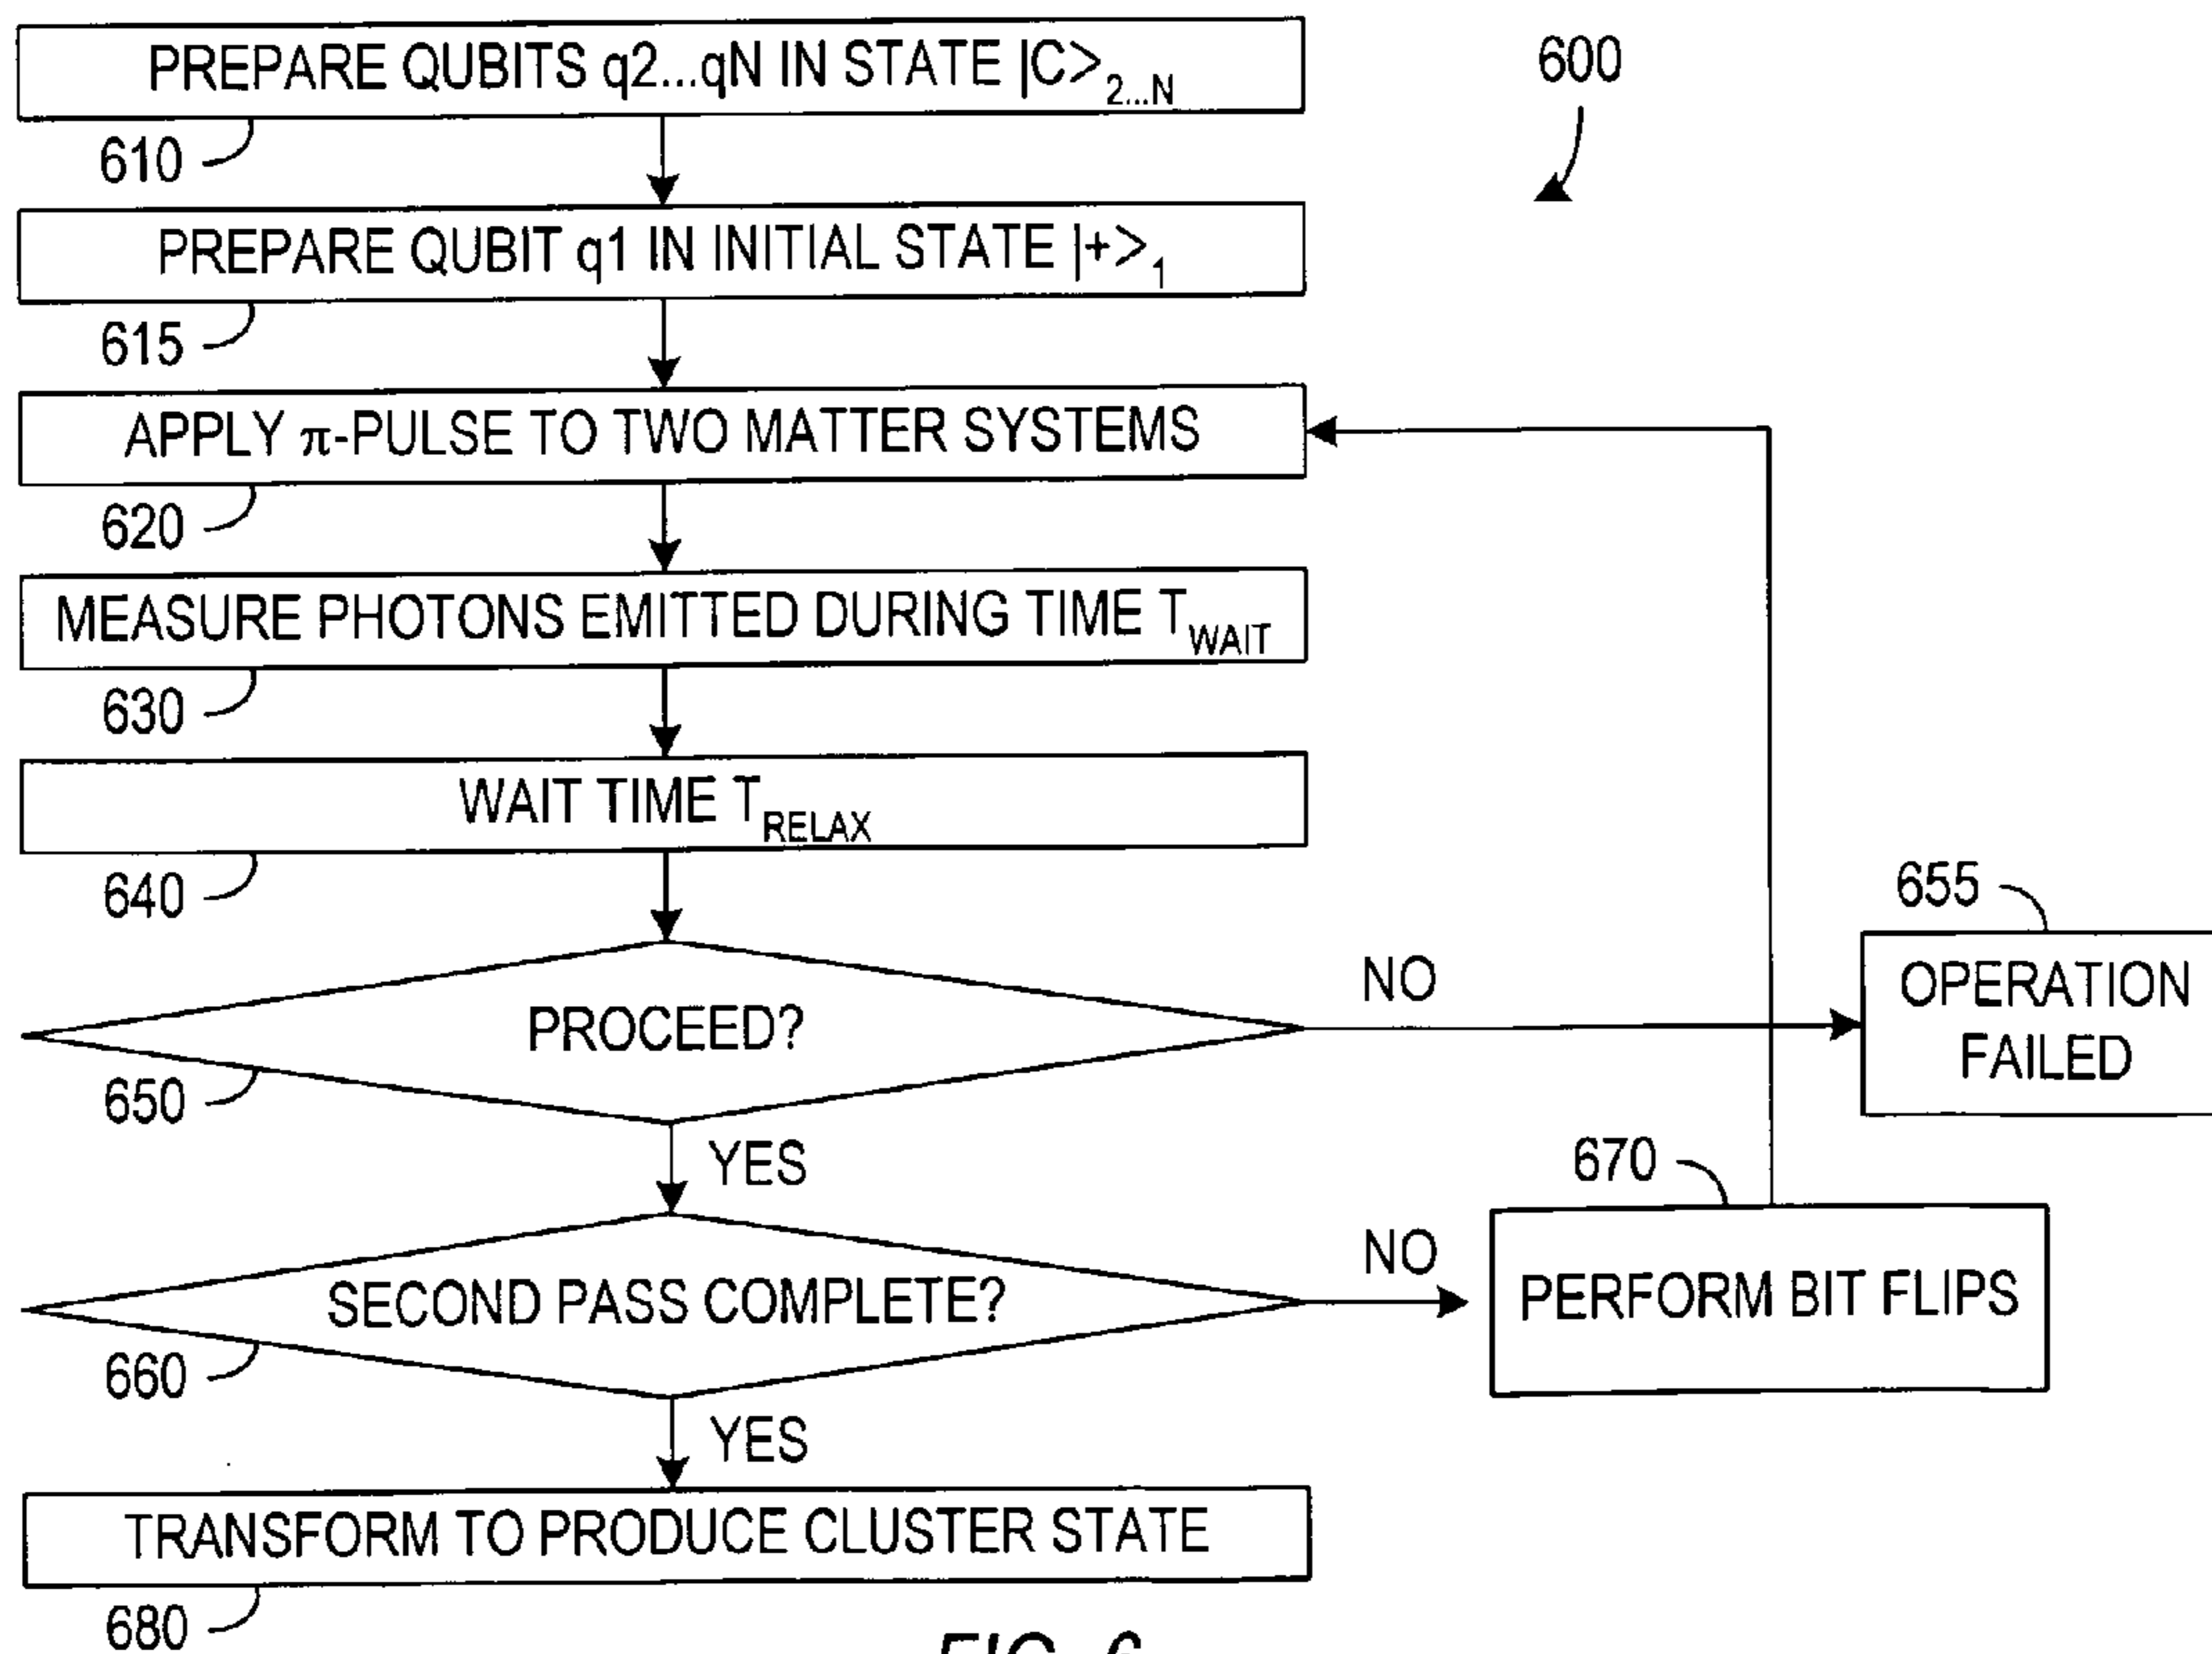 PREPARE QUBITS q2...qN IN STATE |C>2...N
600
610
PREPARE QUBIT q1 IN INITIAL STATE |+>1
615
APPLY π-PULSE TO TWO MATTER SYSTEMS
620
MEASURE PHOTONS EMITTED DURING TIME TWAIT
630
WAIT TIME TRELAX
640
655
NO
OPERATION
FAILED
PROCEED?
650
YES
670
NO
PERFORM BIT FLIPS
SECOND PASS COMPLETE?
660
YES
TRANSFORM TO PRODUCE CLUSTER STATE
680
FIG. 6